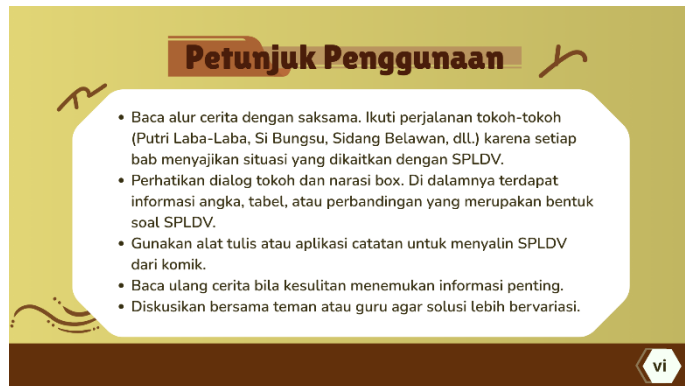 Petunjuk Penggunaan
• Baca alur cerita dengan saksama. Ikuti perjalanan tokoh-tokoh
(Putri Laba-Laba, Si Bungsu, Sidang Belawan, dll.) karena setiap
bab menyajikan situasi yang dikaitkan dengan SPLDV.
• Perhatikan dialog tokoh dan narasi box. Di dalamnya terdapat
informasi angka, tabel, atau perbandingan yang merupakan bentuk
soal SPLDV.
• Gunakan alat tulis atau aplikasi catatan untuk menyalin SPLDV
dari komik.
• Baca ulang cerita bila kesulitan menemukan informasi penting.
• Diskusikan bersama teman atau guru agar solusi lebih bervariasi.
vi